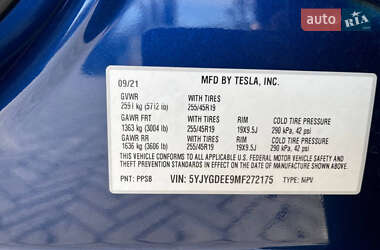 auto RIA.com
MFD BY TESLA, INC.
09/21
GVWR WITH TIRES
2591 kg (5712 lb) 255/45R19
GAWR FRT WITH TIRES RIM COLD TIRE PRESSURE
1363 kg (3004 lb) 255/45R19 19X9.5J 290 kPa, 42 psi
GAWR RR WITH TIRES RIM COLD TIRE PRESSURE
1636 kg (3606 lb) 255/45R19 19X9.5J 290 kPa, 42 psi
THIS VEHICLE CONFORMS TO ALL APPLICABLE FEDERAL MOTOR VEHICLE
SAFETY AND THEFT PREVENTION STANDARDS IN EFFECT ON THE DATE OF
MANUFACTURE SHOWN ABOVE.
PNT: PPSB VIN: 5YJYGDEE9MF272175 TYPE: MPV